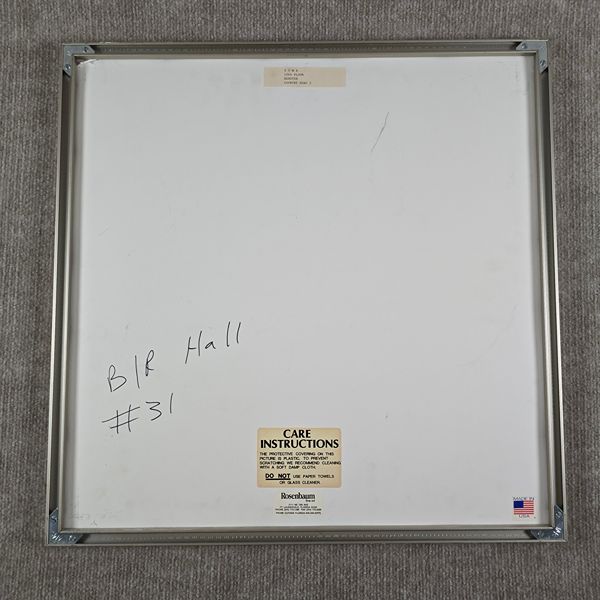 B/R Hall
#31
CARE
INSTRUCTIONS
THE PROTECTIVE COVERING ON THIS
PICTURE IS PLASTIC. TO PREVENT
SCRATCHING WE RECOMMEND CLEANING
WITH A SOFT DAMP CLOTH.
DO NOT USE PAPER TOWELS
OR GLASS CLEANER.
Rosenbaum
MADE IN
USA